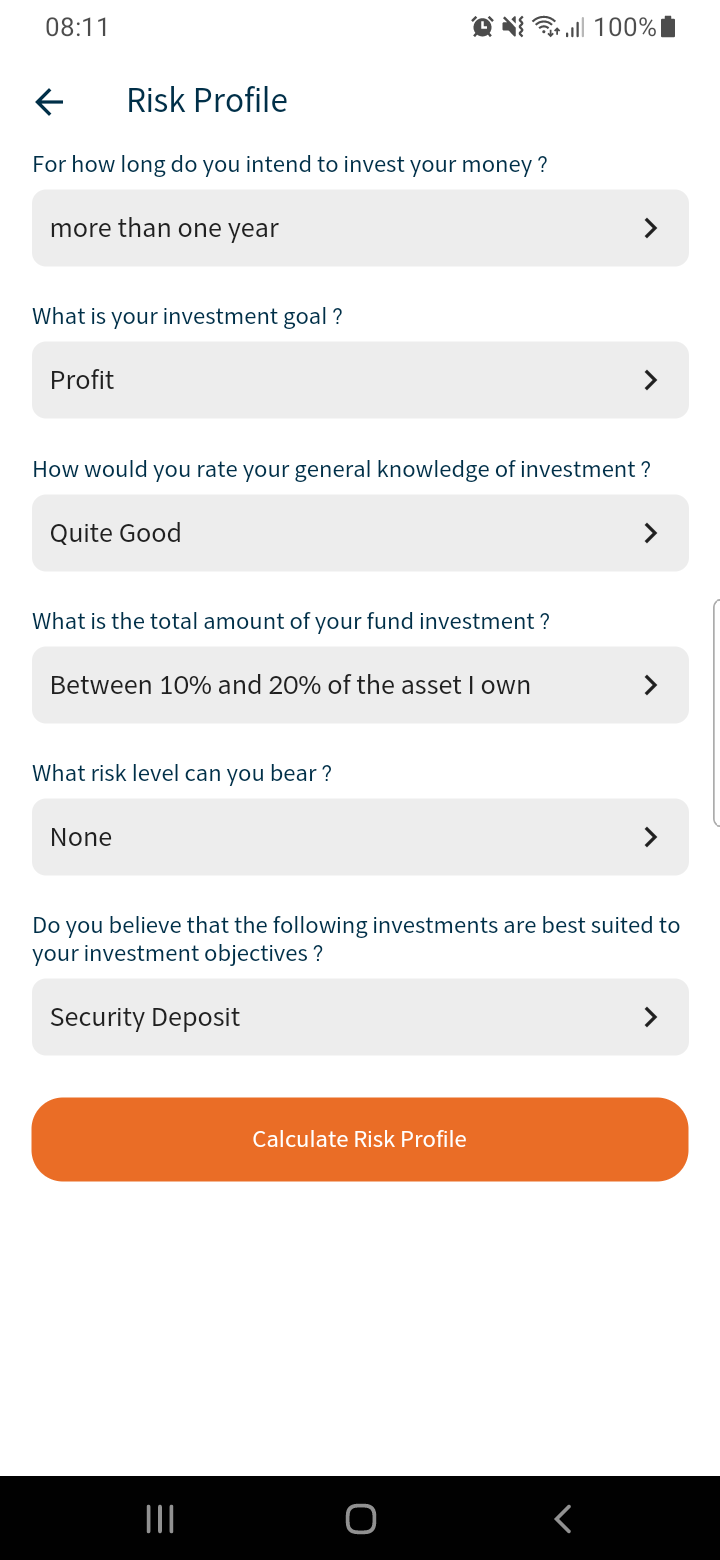 08:11
100%
Risk Profile
For how long do you intend to invest your money ?
more than one year
What is your investment goal ?
Profit
How would you rate your general knowledge of investment ?
Quite Good
What is the total amount of your fund investment ?
Between 10% and 20% of the asset I own
What risk level can you bear ?
None
Do you believe that the following investments are best suited to
your investment objectives ?
Security Deposit
Calculate Risk Profile